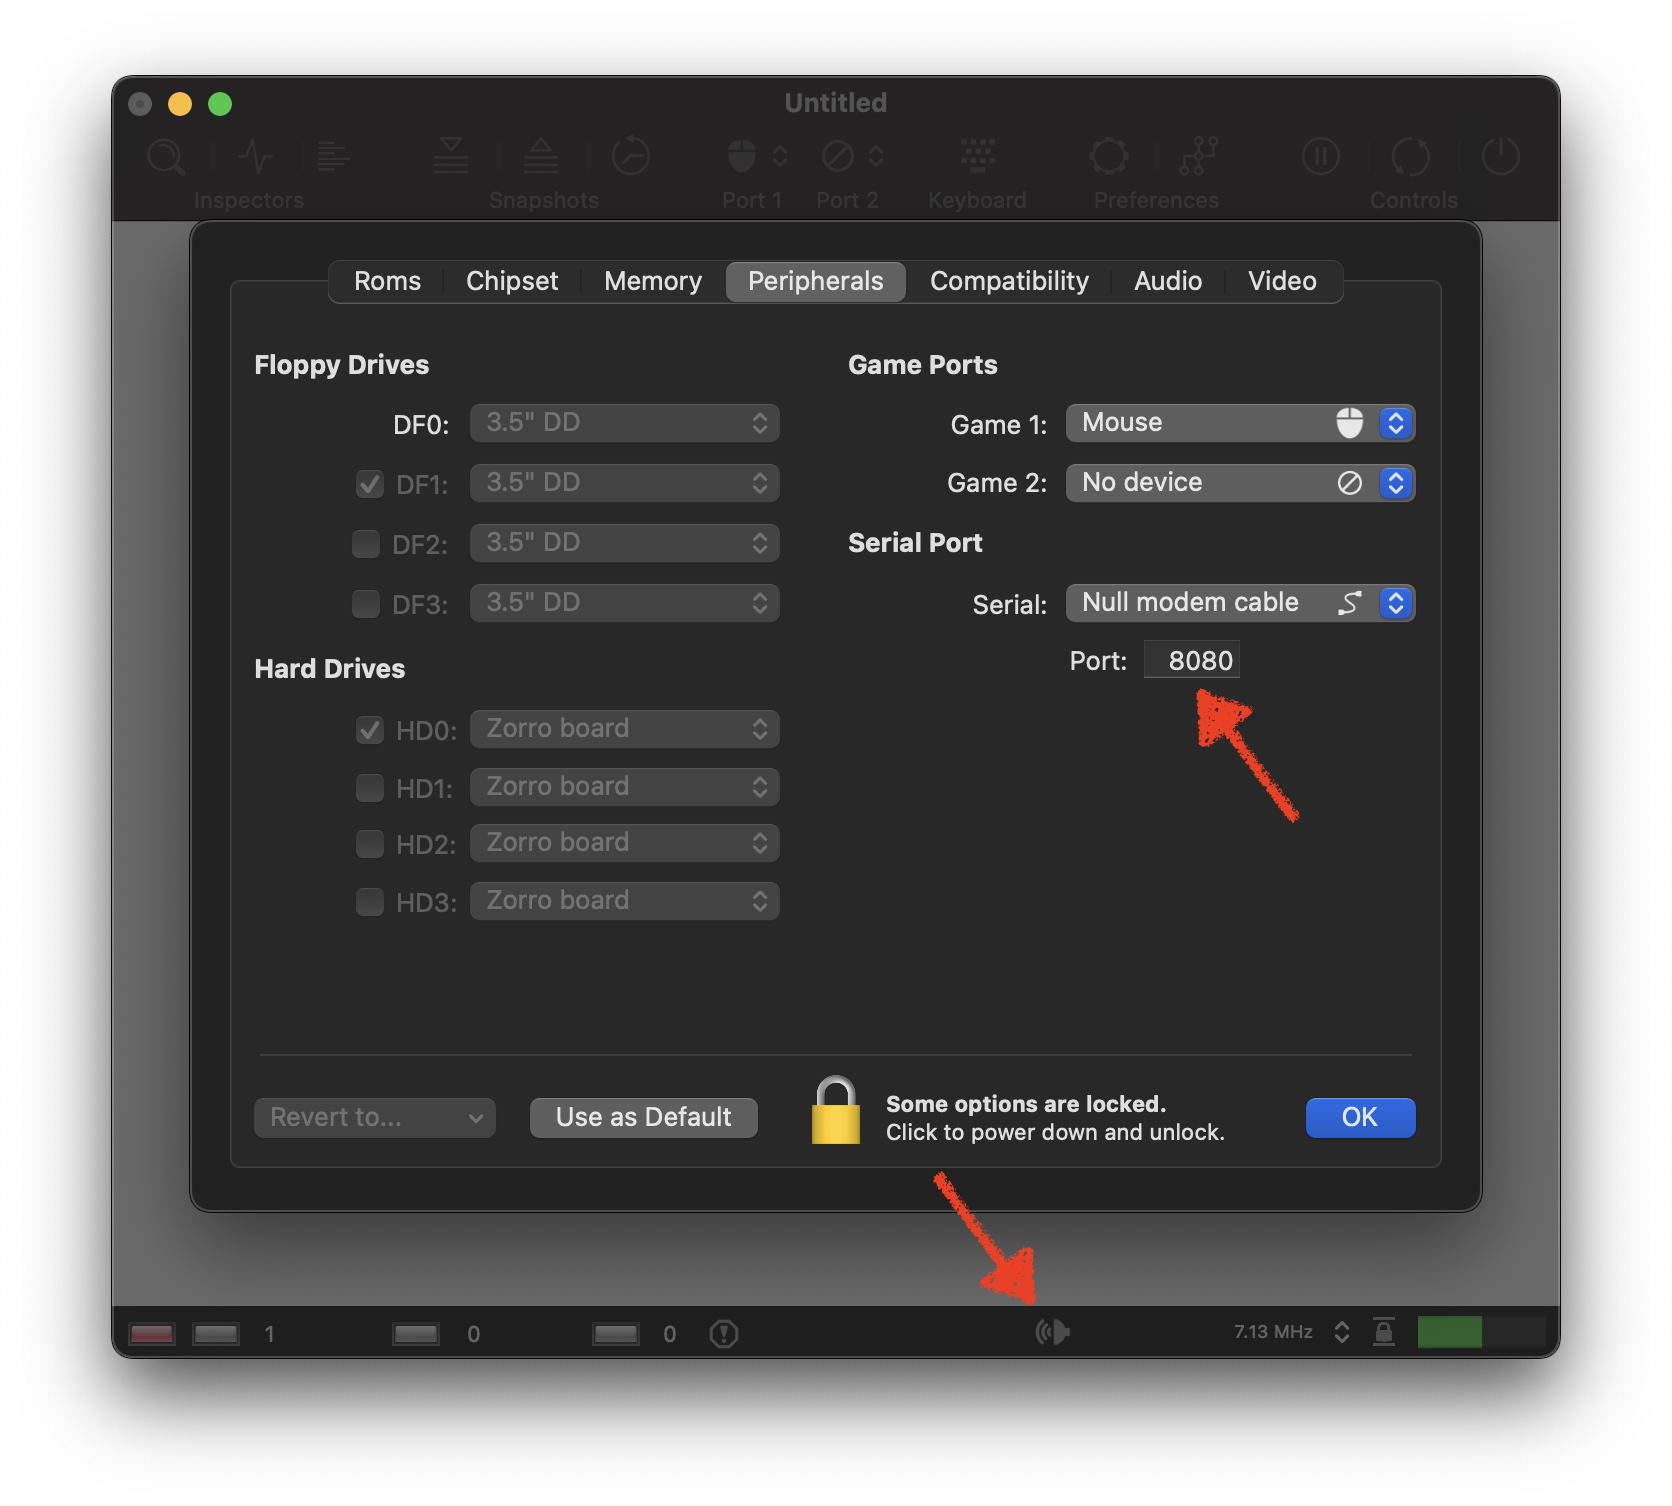 Untitled
Inspectors
Snapshots
Port 1
Port 2
Keyboard
Preferences
Controls
Roms
Chipset
Memory
Peripherals
Compatibility
Audio
Video
Floppy Drives
DF0: 3.5" DD
DF1: 3.5" DD
DF2: 3.5" DD
DF3: 3.5" DD
Hard Drives
HD0: Zorro board
HD1: Zorro board
HD2: Zorro board
HD3: Zorro board
Game Ports
Game 1: Mouse
Game 2: No device
Serial Port
Serial: Null modem cable
Port: 8080
Revert to...
Use as Default
Some options are locked.
Click to power down and unlock.
OK
1
0
0
7.13 MHz